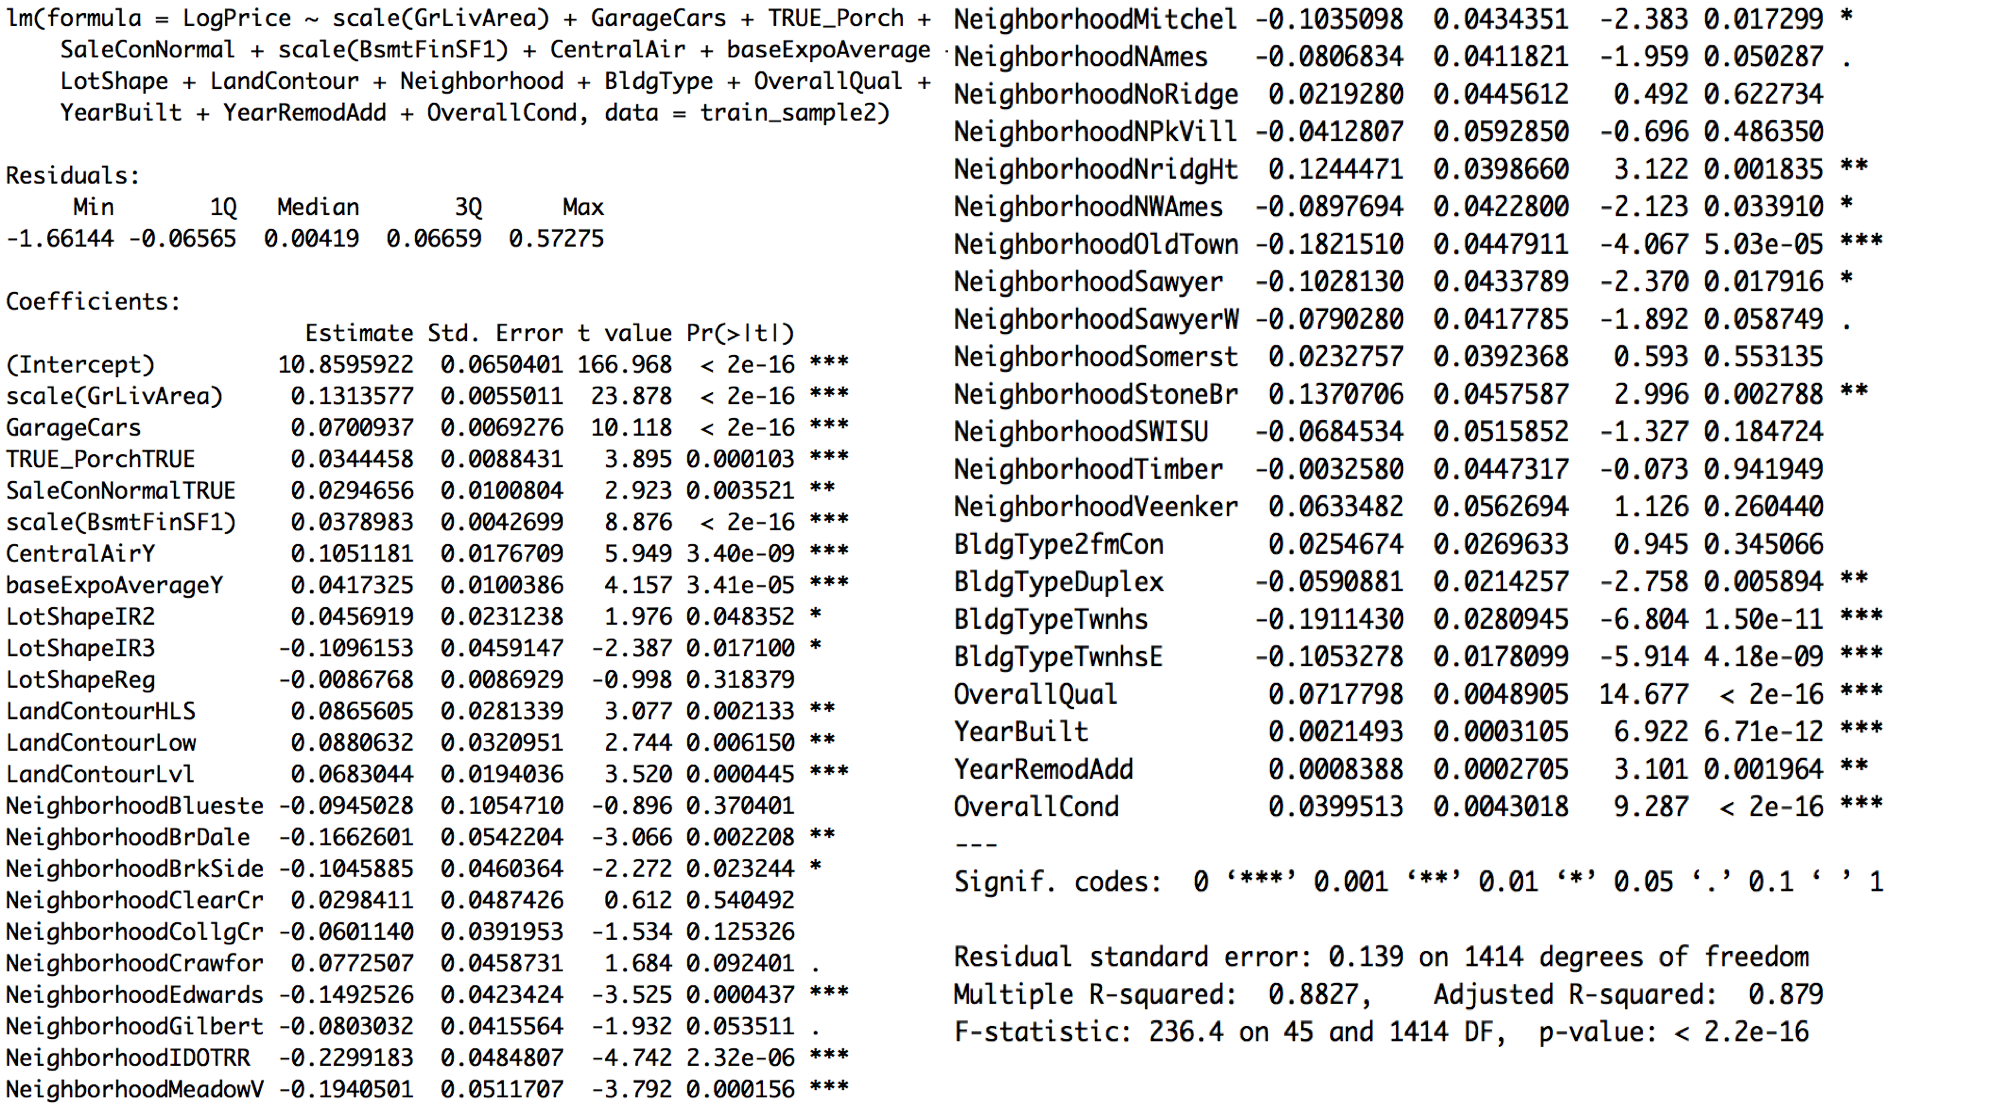 lm(formula = LogPrice ~ scale(GrLivArea) + GarageCars + TRUE_Porch +
    SaleConNormal + scale(BsmtFinSF1) + CentralAir + baseExpoAverage +
    LotShape + LandContour + Neighborhood + BldgType + OverallQual +
    YearBuilt + YearRemodAdd + OverallCond, data = train_sample2)
Residuals:
     Min       1Q   Median       3Q      Max
-1.66144 -0.06565  0.00419  0.06659  0.57275
Coefficients:
                      Estimate Std. Error t value Pr(>|t|)
(Intercept)         10.8595922  0.0650401 166.968  < 2e-16 ***
scale(GrLivArea)     0.1313577  0.0055011  23.878  < 2e-16 ***
GarageCars           0.0700937  0.0069276  10.118  < 2e-16 ***
TRUE_PorchTRUE       0.0344458  0.0088431   3.895 0.000103 ***
SaleConNormalTRUE    0.0294656  0.0100804   2.923 0.003521 **
scale(BsmtFinSF1)    0.0378983  0.0042699   8.876  < 2e-16 ***
CentralAirY          0.1051181  0.0176709   5.949 3.40e-09 ***
baseExpoAverageY     0.0417325  0.0100386   4.157 3.41e-05 ***
LotShapeIR2          0.0456919  0.0231238   1.976 0.048352 *
LotShapeIR3         -0.1096153  0.0459147  -2.387 0.017100 *
LotShapeReg         -0.0086768  0.0086929  -0.998 0.318379
LandContourHLS       0.0865605  0.0281339   3.077 0.002133 **
LandContourLow       0.0880632  0.0320951   2.744 0.006150 **
LandContourLvl       0.0683044  0.0194036   3.520 0.000445 ***
NeighborhoodBlueste -0.0945028  0.1054710  -0.896 0.370401
NeighborhoodBrDale  -0.1662601  0.0542204  -3.066 0.002208 **
NeighborhoodBrkSide -0.1045885  0.0460364  -2.272 0.023244 *
NeighborhoodClearCr  0.0298411  0.0487426   0.612 0.540492
NeighborhoodCollgCr -0.0601140  0.0391953  -1.534 0.125326
NeighborhoodCrawfor  0.0772507  0.0458731   1.684 0.092401 .
NeighborhoodEdwards -0.1492526  0.0423424  -3.525 0.000437 ***
NeighborhoodGilbert -0.0803032  0.0415564  -1.932 0.053511 .
NeighborhoodIDOTRR  -0.2299183  0.0484807  -4.742 2.32e-06 ***
NeighborhoodMeadowV -0.1940501  0.0511707  -3.792 0.000156 ***
NeighborhoodMitchel -0.1035098  0.0434351  -2.383 0.017299 *
NeighborhoodNAmes   -0.0806834  0.0411821  -1.959 0.050287 .
NeighborhoodNoRidge  0.0219280  0.0445612   0.492 0.622734
NeighborhoodNPkVill -0.0412807  0.0592850  -0.696 0.486350
NeighborhoodNridgHt  0.1244471  0.0398660   3.122 0.001835 **
NeighborhoodNWAmes  -0.0897694  0.0422800  -2.123 0.033910 *
NeighborhoodOldTown -0.1821510  0.0447911  -4.067 5.03e-05 ***
NeighborhoodSawyer  -0.1028130  0.0433789  -2.370 0.017916 *
NeighborhoodSawyerW -0.0790280  0.0417785  -1.892 0.058749 .
NeighborhoodSomerst  0.0232757  0.0392368   0.593 0.553135
NeighborhoodStoneBr  0.1370706  0.0457587   2.996 0.002788 **
NeighborhoodSWISU   -0.0684534  0.0515852  -1.327 0.184724
NeighborhoodTimber  -0.0032580  0.0447317  -0.073 0.941949
NeighborhoodVeenker  0.0633482  0.0562694   1.126 0.260440
BldgType2fmCon       0.0254674  0.0269633   0.945 0.345066
BldgTypeDuplex      -0.0590881  0.0214257  -2.758 0.005894 **
BldgTypeTwnhs       -0.1911430  0.0280945  -6.804 1.50e-11 ***
BldgTypeTwnhsE      -0.1053278  0.0178099  -5.914 4.18e-09 ***
OverallQual          0.0717798  0.0048905  14.677  < 2e-16 ***
YearBuilt            0.0021493  0.0003105   6.922 6.71e-12 ***
YearRemodAdd         0.0008388  0.0002705   3.101 0.001964 **
OverallCond          0.0399513  0.0043018   9.287  < 2e-16 ***
---
Signif. codes:  0 ‘***’ 0.001 ‘**’ 0.01 ‘*’ 0.05 ‘.’ 0.1 ‘ ’ 1
Residual standard error: 0.139 on 1414 degrees of freedom
Multiple R-squared:  0.8827,    Adjusted R-squared:  0.879
F-statistic: 236.4 on 45 and 1414 DF,  p-value: < 2.2e-16